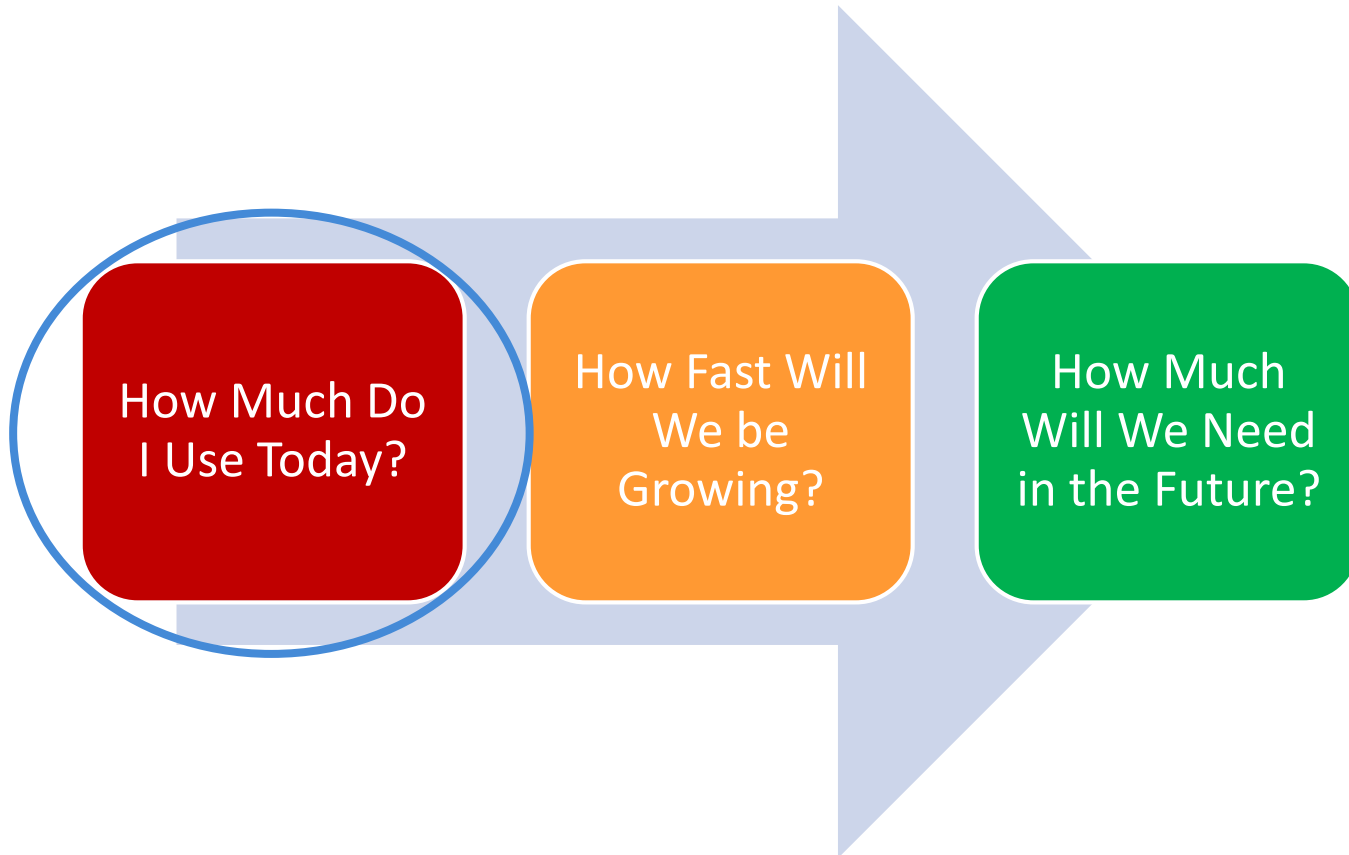 How Much Do
I Use Today?
How Fast Will
We be
Growing?
How Much
Will We Need
in the Future?